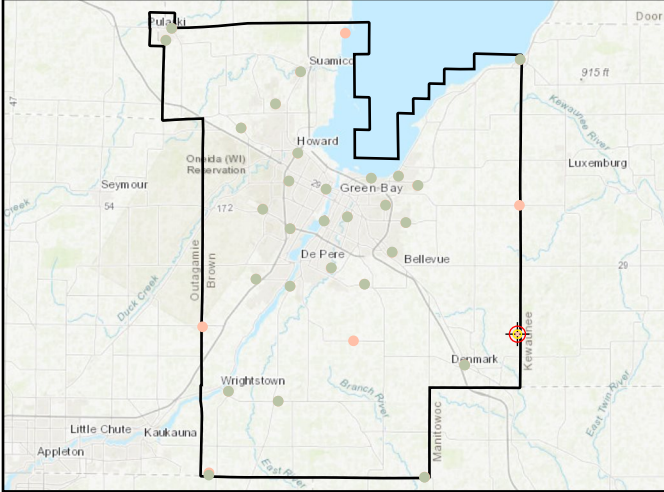 Pulaski
Door
Suamico
915 ft
47
Kewaunee River
Howard
Oneida (WI)
Reservation
Luxemburg
Seymour
29
Green Bay
Creek
54
172
Outagamie
Brown
De Pere
Bellevue
29
Duck Creek
Kewaunee
Denmark
Wrightstown
Branch River
East Twin River
Little Chute
Kaukauna
Manitowoc
Appleton
East River